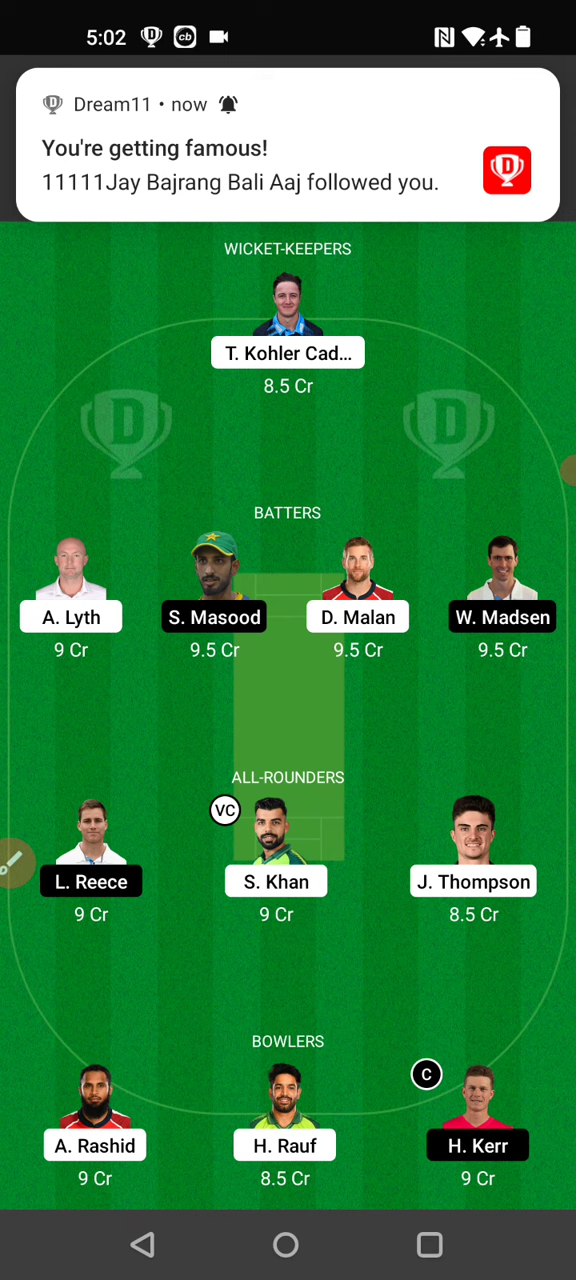 5:02
cb
Dream11 • now
You're getting famous!
11111Jay Bajrang Bali Aaj followed you.
D
WICKET-KEEPERS
T. Kohler Cad...
8.5 Cr
D D
BATTERS
A. Lyth S. Masood D. Malan W. Madsen
9 Cr 9.5 Cr 9.5 Cr 9.5 Cr
ALL-ROUNDERS
VC
L. Reece S. Khan J. Thompson
9 Cr 9 Cr 8.5 Cr
BOWLERS
C
A. Rashid H. Rauf H. Kerr
9 Cr 8.5 Cr 9 Cr